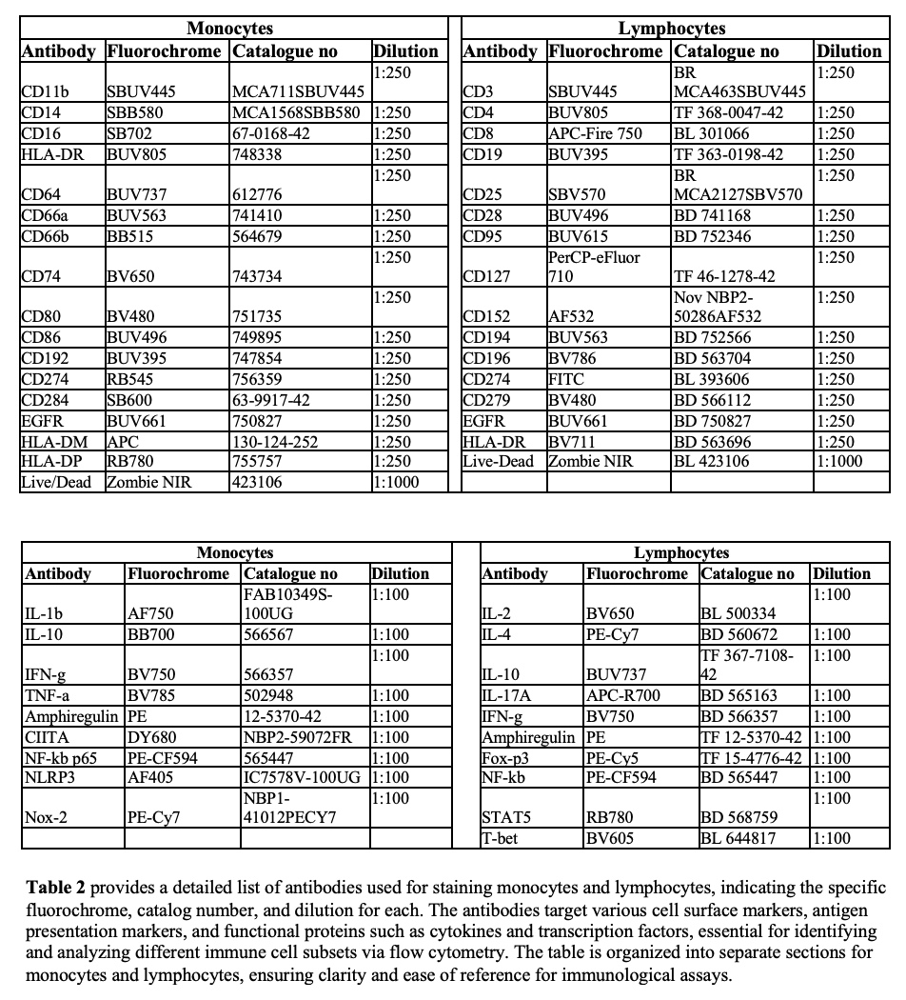 Monocytes Lymphocytes
Antibody Fluorochrome Catalogue no Dilution Antibody Fluorochrome Catalogue no Dilution
CD11b SBUV445 MCA711SBUV445 1:250 CD3 SBUV445 BR MCA463SBUV445 1:250
CD14 SBB580 MCA1568SBB580 1:250 CD4 BUV805 TF 368-0047-42 1:250
CD16 SB702 67-0168-42 1:250 CD8 APC-Fire 750 BL 301066 1:250
HLA-DR BUV805 748338 1:250 CD19 BUV395 TF 363-0198-42 1:250
CD64 BUV737 612776 1:250 CD25 SBV570 BR MCA2127SBV570 1:250
CD66a BUV563 741410 1:250 CD28 BUV496 BD 741168 1:250
CD66b BB515 564679 1:250 CD95 BUV615 BD 752346 1:250
CD74 BV650 743734 1:250 CD127 PerCP-eFluor 710 TF 46-1278-42 1:250
CD80 BV480 751735 1:250 CD152 AF532 Nov NBP2-50286AF532 1:250
CD86 BUV496 749895 1:250 CD194 BUV563 BD 752566 1:250
CD192 BUV395 747854 1:250 CD196 BV786 BD 563704 1:250
CD274 RB545 756359 1:250 CD274 FITC BL 393606 1:250
CD284 SB600 63-9917-42 1:250 CD279 BV480 BD 566112 1:250
EGFR BUV661 750827 1:250 EGFR BUV661 BD 750827 1:250
HLA-DM APC 130-124-252 1:250 HLA-DR BV711 BD 563696 1:250
HLA-DP RB780 755757 1:250 Live-Dead Zombie NIR BL 423106 1:1000
Live/Dead Zombie NIR 423106 1:1000
Monocytes Lymphocytes
Antibody Fluorochrome Catalogue no Dilution Antibody Fluorochrome Catalogue no Dilution
IL-1b AF750 FAB10349S-100UG 1:100 IL-2 BV650 BL 500334 1:100
IL-10 BB700 566567 1:100 IL-4 PE-Cy7 BD 560672 1:100
IFN-g BV750 566357 1:100 IL-10 BUV737 TF 367-7108-42 1:100
TNF-a BV785 502948 1:100 IL-17A APC-R700 BD 565163 1:100
Amphiregulin PE 12-5370-42 1:100 IFN-g BV750 BD 566357 1:100
CIITA DY680 NBP2-59072FR 1:100 Amphiregulin PE TF 12-5370-42 1:100
NF-kb p65 PE-CF594 565447 1:100 Fox-p3 PE-Cy5 TF 15-4776-42 1:100
NLRP3 AF405 IC7578V-100UG 1:100 NF-kb PE-CF594 BD 565447 1:100
Nox-2 PE-Cy7 NBP1-41012PECY7 1:100 STAT5 RB780 BD 568759 1:100
T-bet BV605 BL 644817 1:100
Table 2 provides a detailed list of antibodies used for staining monocytes and lymphocytes, indicating the specific
fluorochrome, catalog number, and dilution for each. The antibodies target various cell surface markers, antigen
presentation markers, and functional proteins such as cytokines and transcription factors, essential for identifying
and analyzing different immune cell subsets via flow cytometry. The table is organized into separate sections for
monocytes and lymphocytes, ensuring clarity and ease of reference for immunological assays.